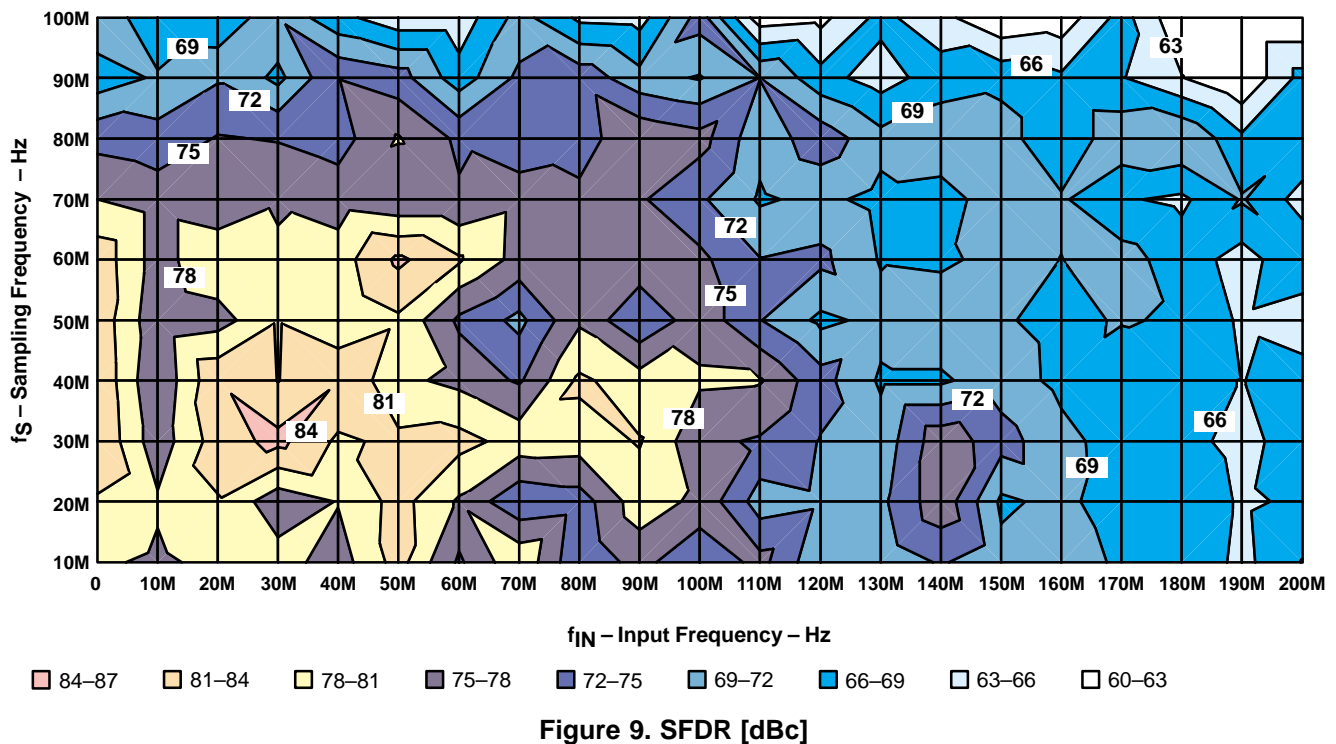 100M
90M
80M
70M
60M
50M
40M
30M
20M
10M
fS – Sampling Frequency – Hz
69
63
66
72
69
75
72
78
75
81
72
78
84
66
69
0 10M 20M 30M 40M 50M 60M 70M 80M 90M 100M 110M 120M 130M 140M 150M 160M 170M 180M 190M 200M
fIN – Input Frequency – Hz
84–87 81–84 78–81 75–78 72–75 69–72 66–69 63–66 60–63
Figure 9. SFDR [dBc]